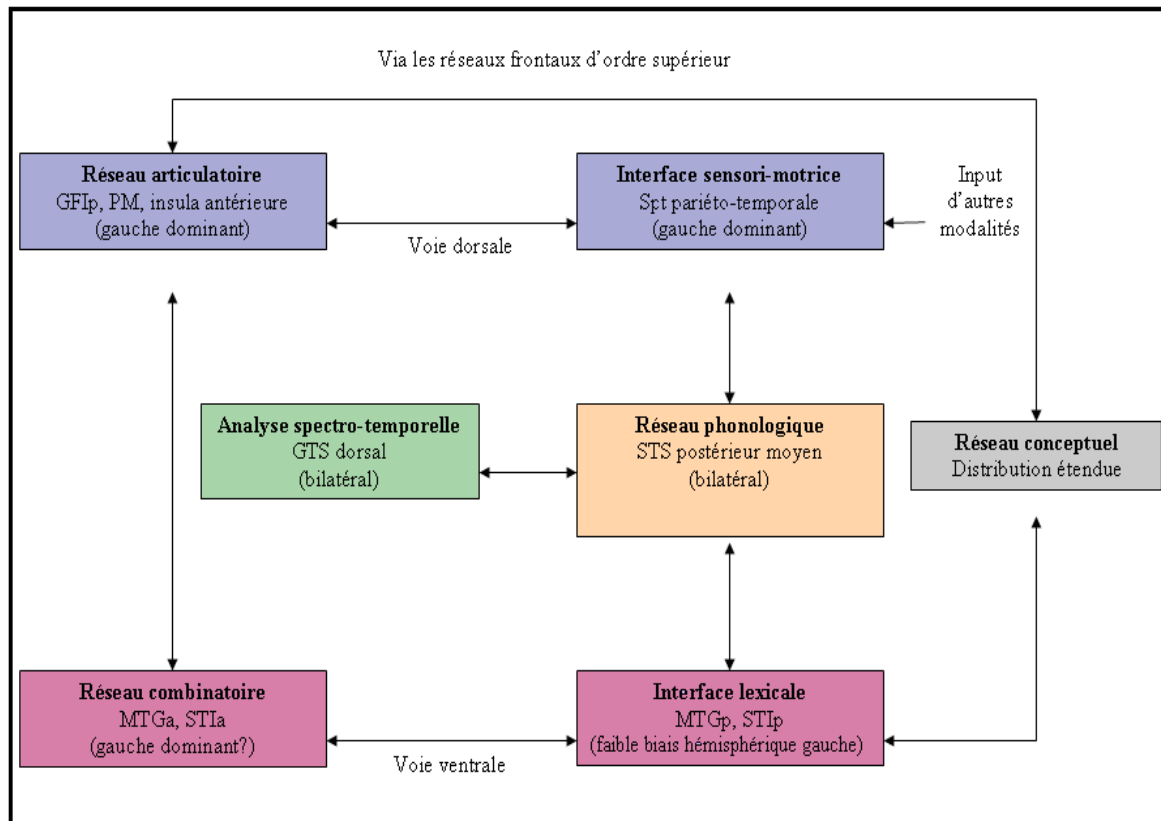 Via les réseaux frontaux d'ordre supérieur
Réseau articulatoire
GFIp, PM, insula antérieure
(gauche dominant)
Interface sensori-motrice
Spt pariéto-temporale
(gauche dominant)
Input
d'autres
modalités
Voie dorsale
Analyse spectro-temporelle
GTS dorsal
(bilatéral)
Réseau phonologique
STS postérieur moyen
(bilatéral)
Réseau conceptuel
Distribution étendue
Réseau combinatoire
MTGa, STIa
(gauche dominant?)
Interface lexicale
MTGp, STIp
(faible biais hémisphérique gauche)
Voie ventrale